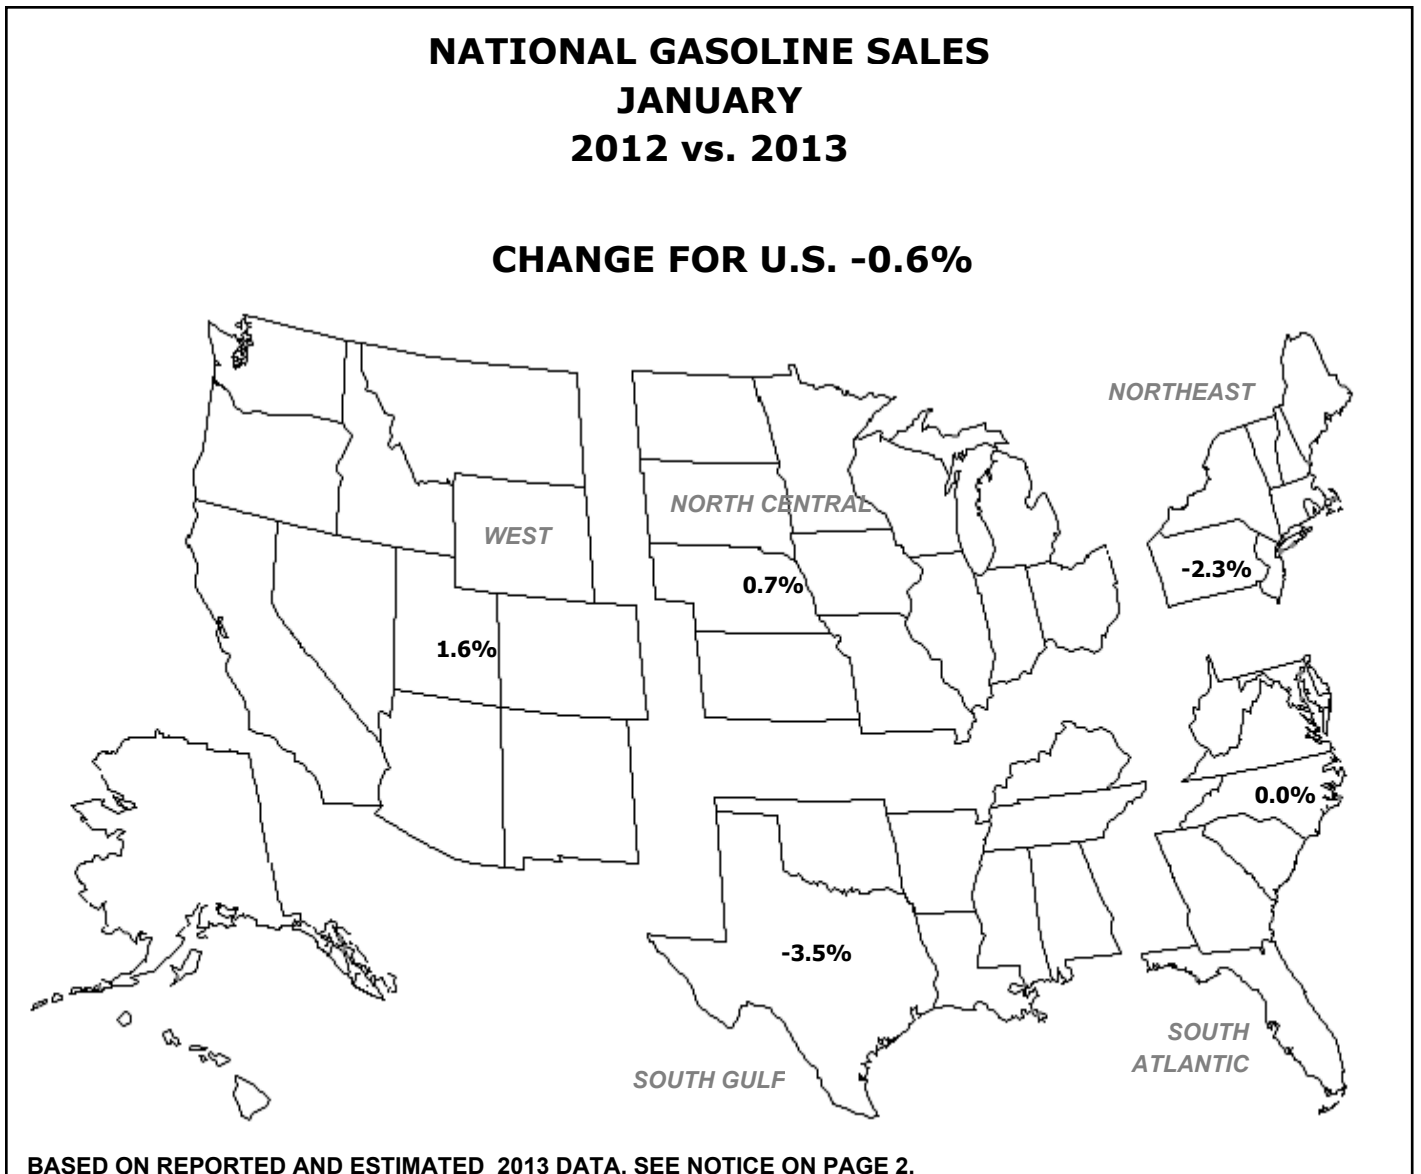 NATIONAL GASOLINE SALES
JANUARY
2012 vs. 2013
CHANGE FOR U.S. -0.6%
NORTHEAST
NORTH CENTRAL
WEST
-2.3%
0.7%
1.6%
0.0%
-3.5%
SOUTH
ATLANTIC
SOUTH GULF
BASED ON REPORTED AND ESTIMATED  2013 DATA. SEE NOTICE ON PAGE 2.